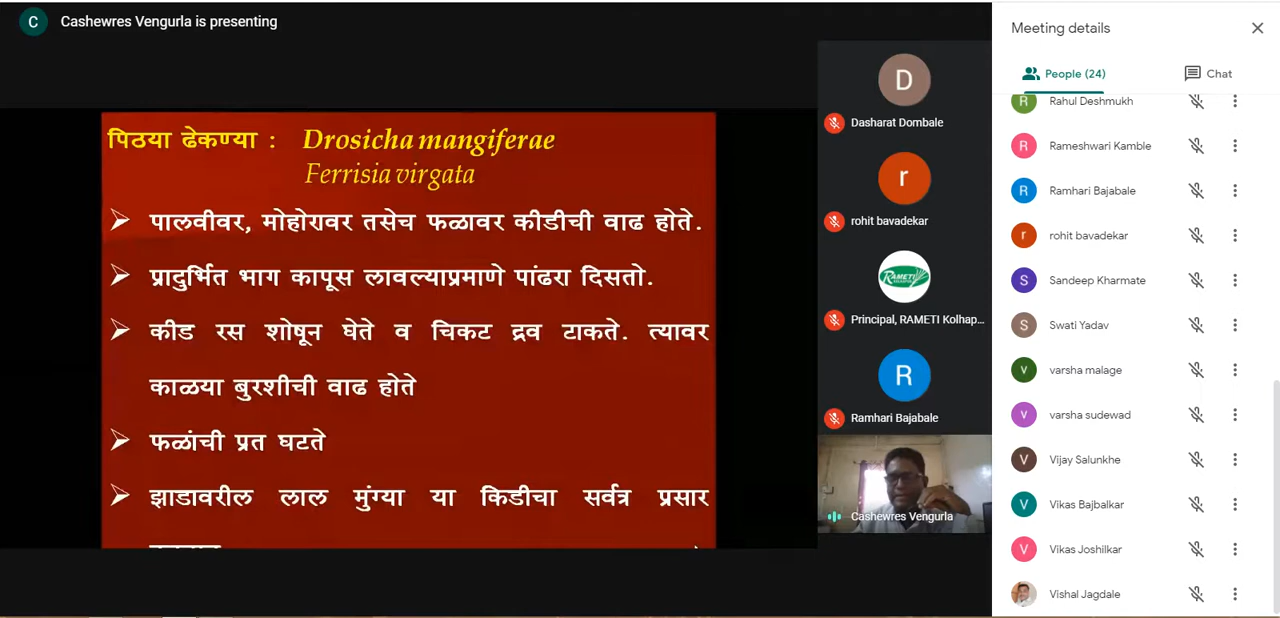 C
Cashewres Vengurla is presenting
पिठया ढेकण्या : Drosicha mangiferae
Ferrisia virgata
➢ पालवीवर, मोहोरावर तसेच फळावर कीडीची वाढ होते.
➢ प्रादुर्भित भाग कापूस लावल्याप्रमाणे पांढरा दिसतो.
➢ कीड रस शोषून घेते व चिकट द्रव टाकते. त्यावर
काळया बुरशीची वाढ होते
➢ फळांची प्रत घटते
➢ झाडावरील लाल मुंग्या या किडीचा सर्वत्र प्रसार
D
Dasharat Dombale
r
rohit bavadekar
RAMETI
Principal, RAMETI Kolhap...
R
Ramhari Bajabale
Cashewres Vengurla
Meeting details
People (24)
Chat
R Rahul Deshmukh
R Rameshwari Kamble
R Ramhari Bajabale
r rohit bavadekar
S Sandeep Kharmate
S Swati Yadav
v varsha malage
v varsha sudewad
V Vijay Salunkhe
V Vikas Bajbalkar
V Vikas Joshilkar
Vishal Jagdale